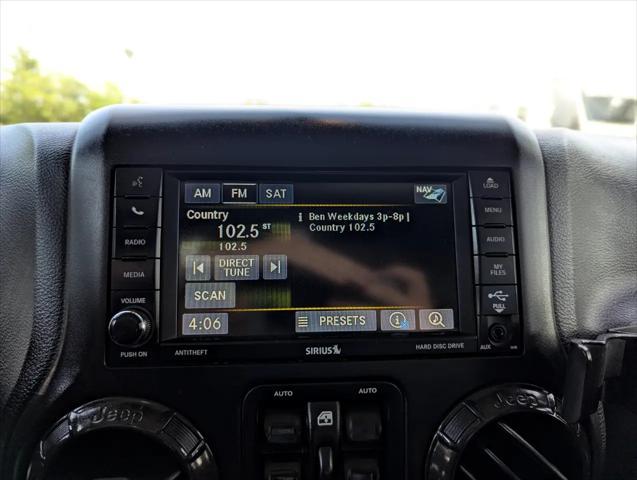 AM FM SAT NAV
LOAD
Country
i Ben Weekdays 3p-8p |
Country 102.5
102.5 ST
102.5
DIRECT
TUNE
SCAN
4:06
PRESETS
RADIO
MEDIA
VOLUME
PUSH ON
MENU
AUDIO
MY
FILES
PULL
ANTITHEFT
SIRIUS
HARD DISC DRIVE
AUX
AUTO AUTO
Jeep Jeep